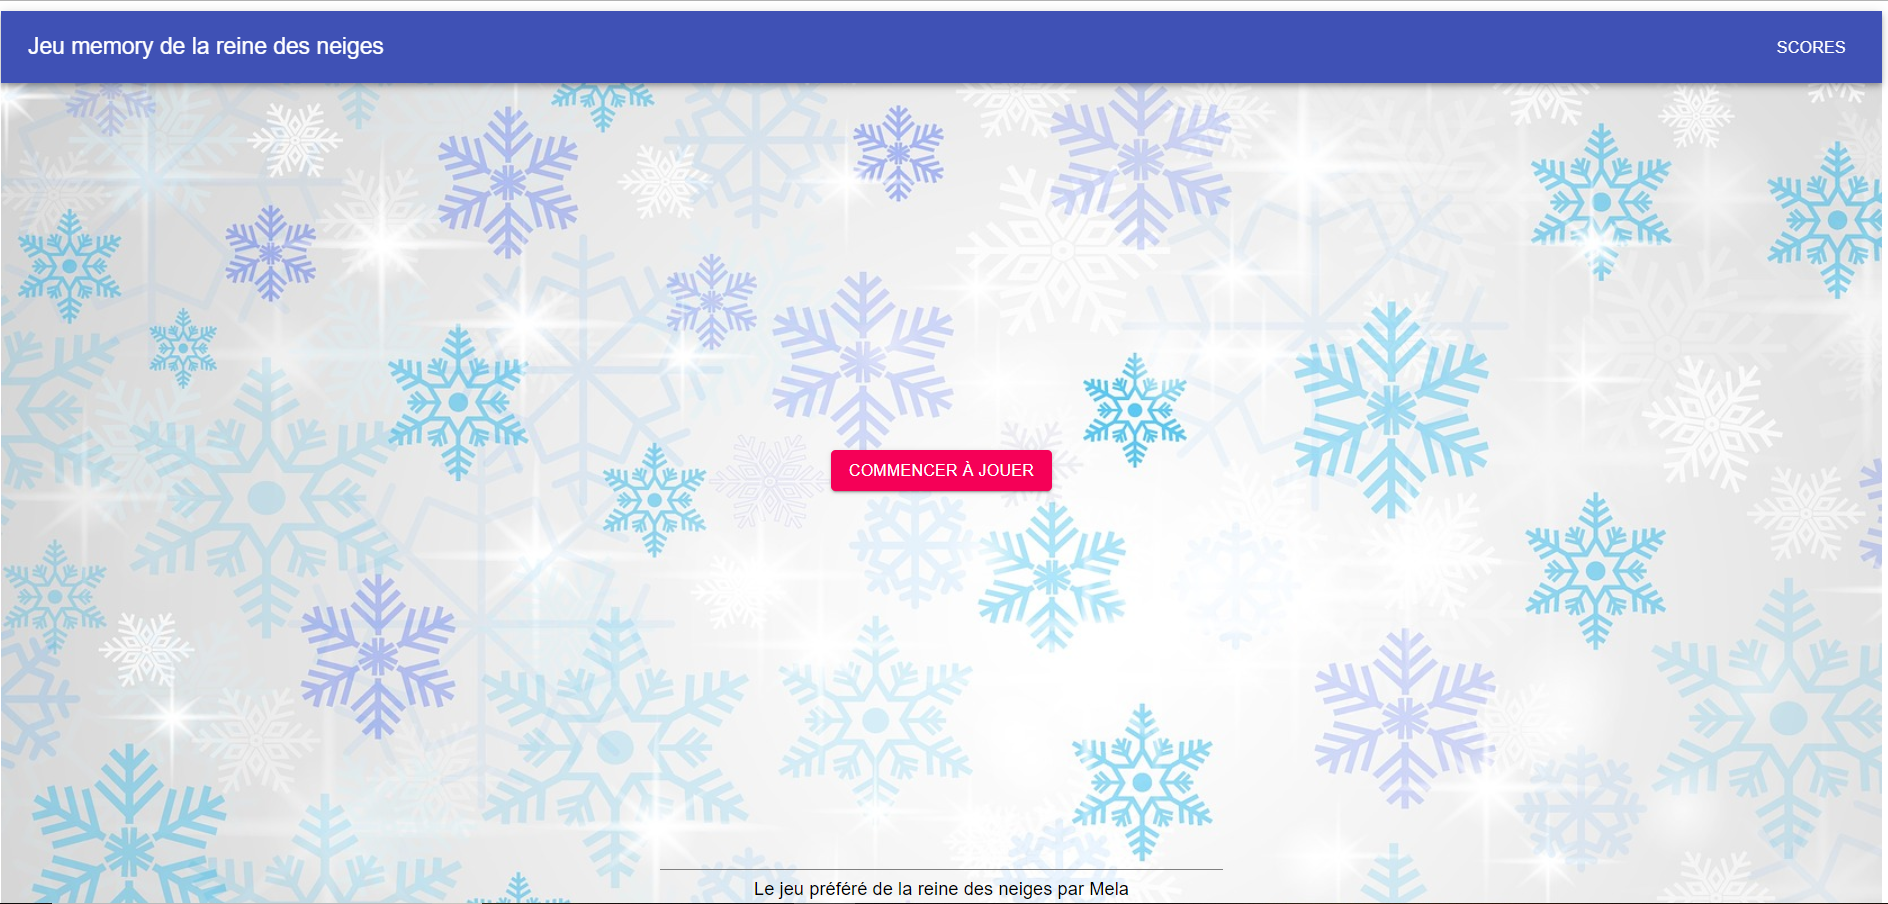 Jeu memory de la reine des neiges
SCORES
COMMENCER À JOUER
Le jeu préféré de la reine des neiges par Mela